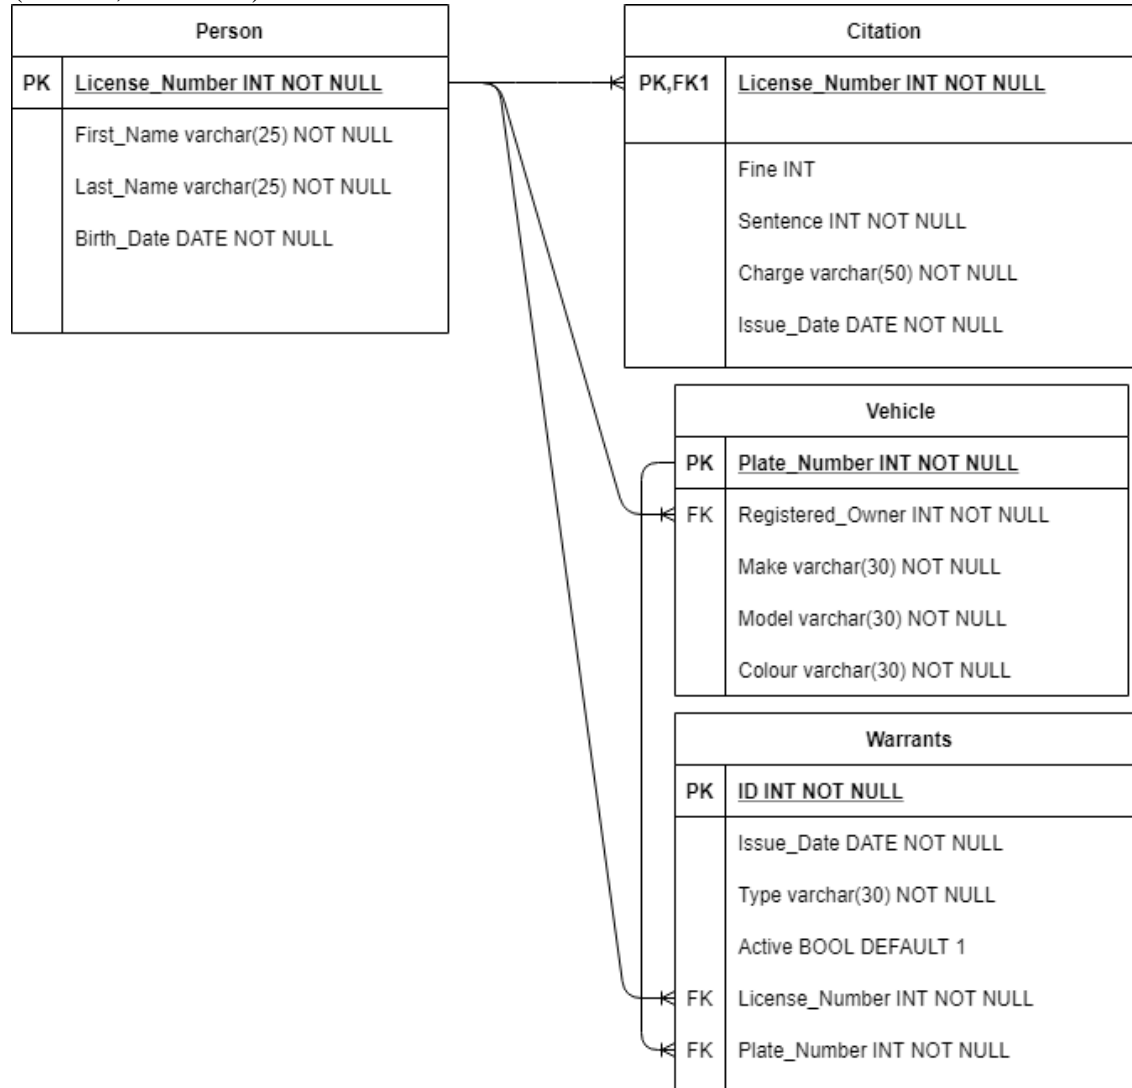 Person
PK License_Number INT NOT NULL
First_Name varchar(25) NOT NULL
Last_Name varchar(25) NOT NULL
Birth_Date DATE NOT NULL
Citation
PK,FK1 License_Number INT NOT NULL
Fine INT
Sentence INT NOT NULL
Charge varchar(50) NOT NULL
Issue_Date DATE NOT NULL
Vehicle
PK Plate_Number INT NOT NULL
FK Registered_Owner INT NOT NULL
Make varchar(30) NOT NULL
Model varchar(30) NOT NULL
Colour varchar(30) NOT NULL
Warrants
PK ID INT NOT NULL
Issue_Date DATE NOT NULL
Type varchar(30) NOT NULL
Active BOOL DEFAULT 1
FK License_Number INT NOT NULL
FK Plate_Number INT NOT NULL